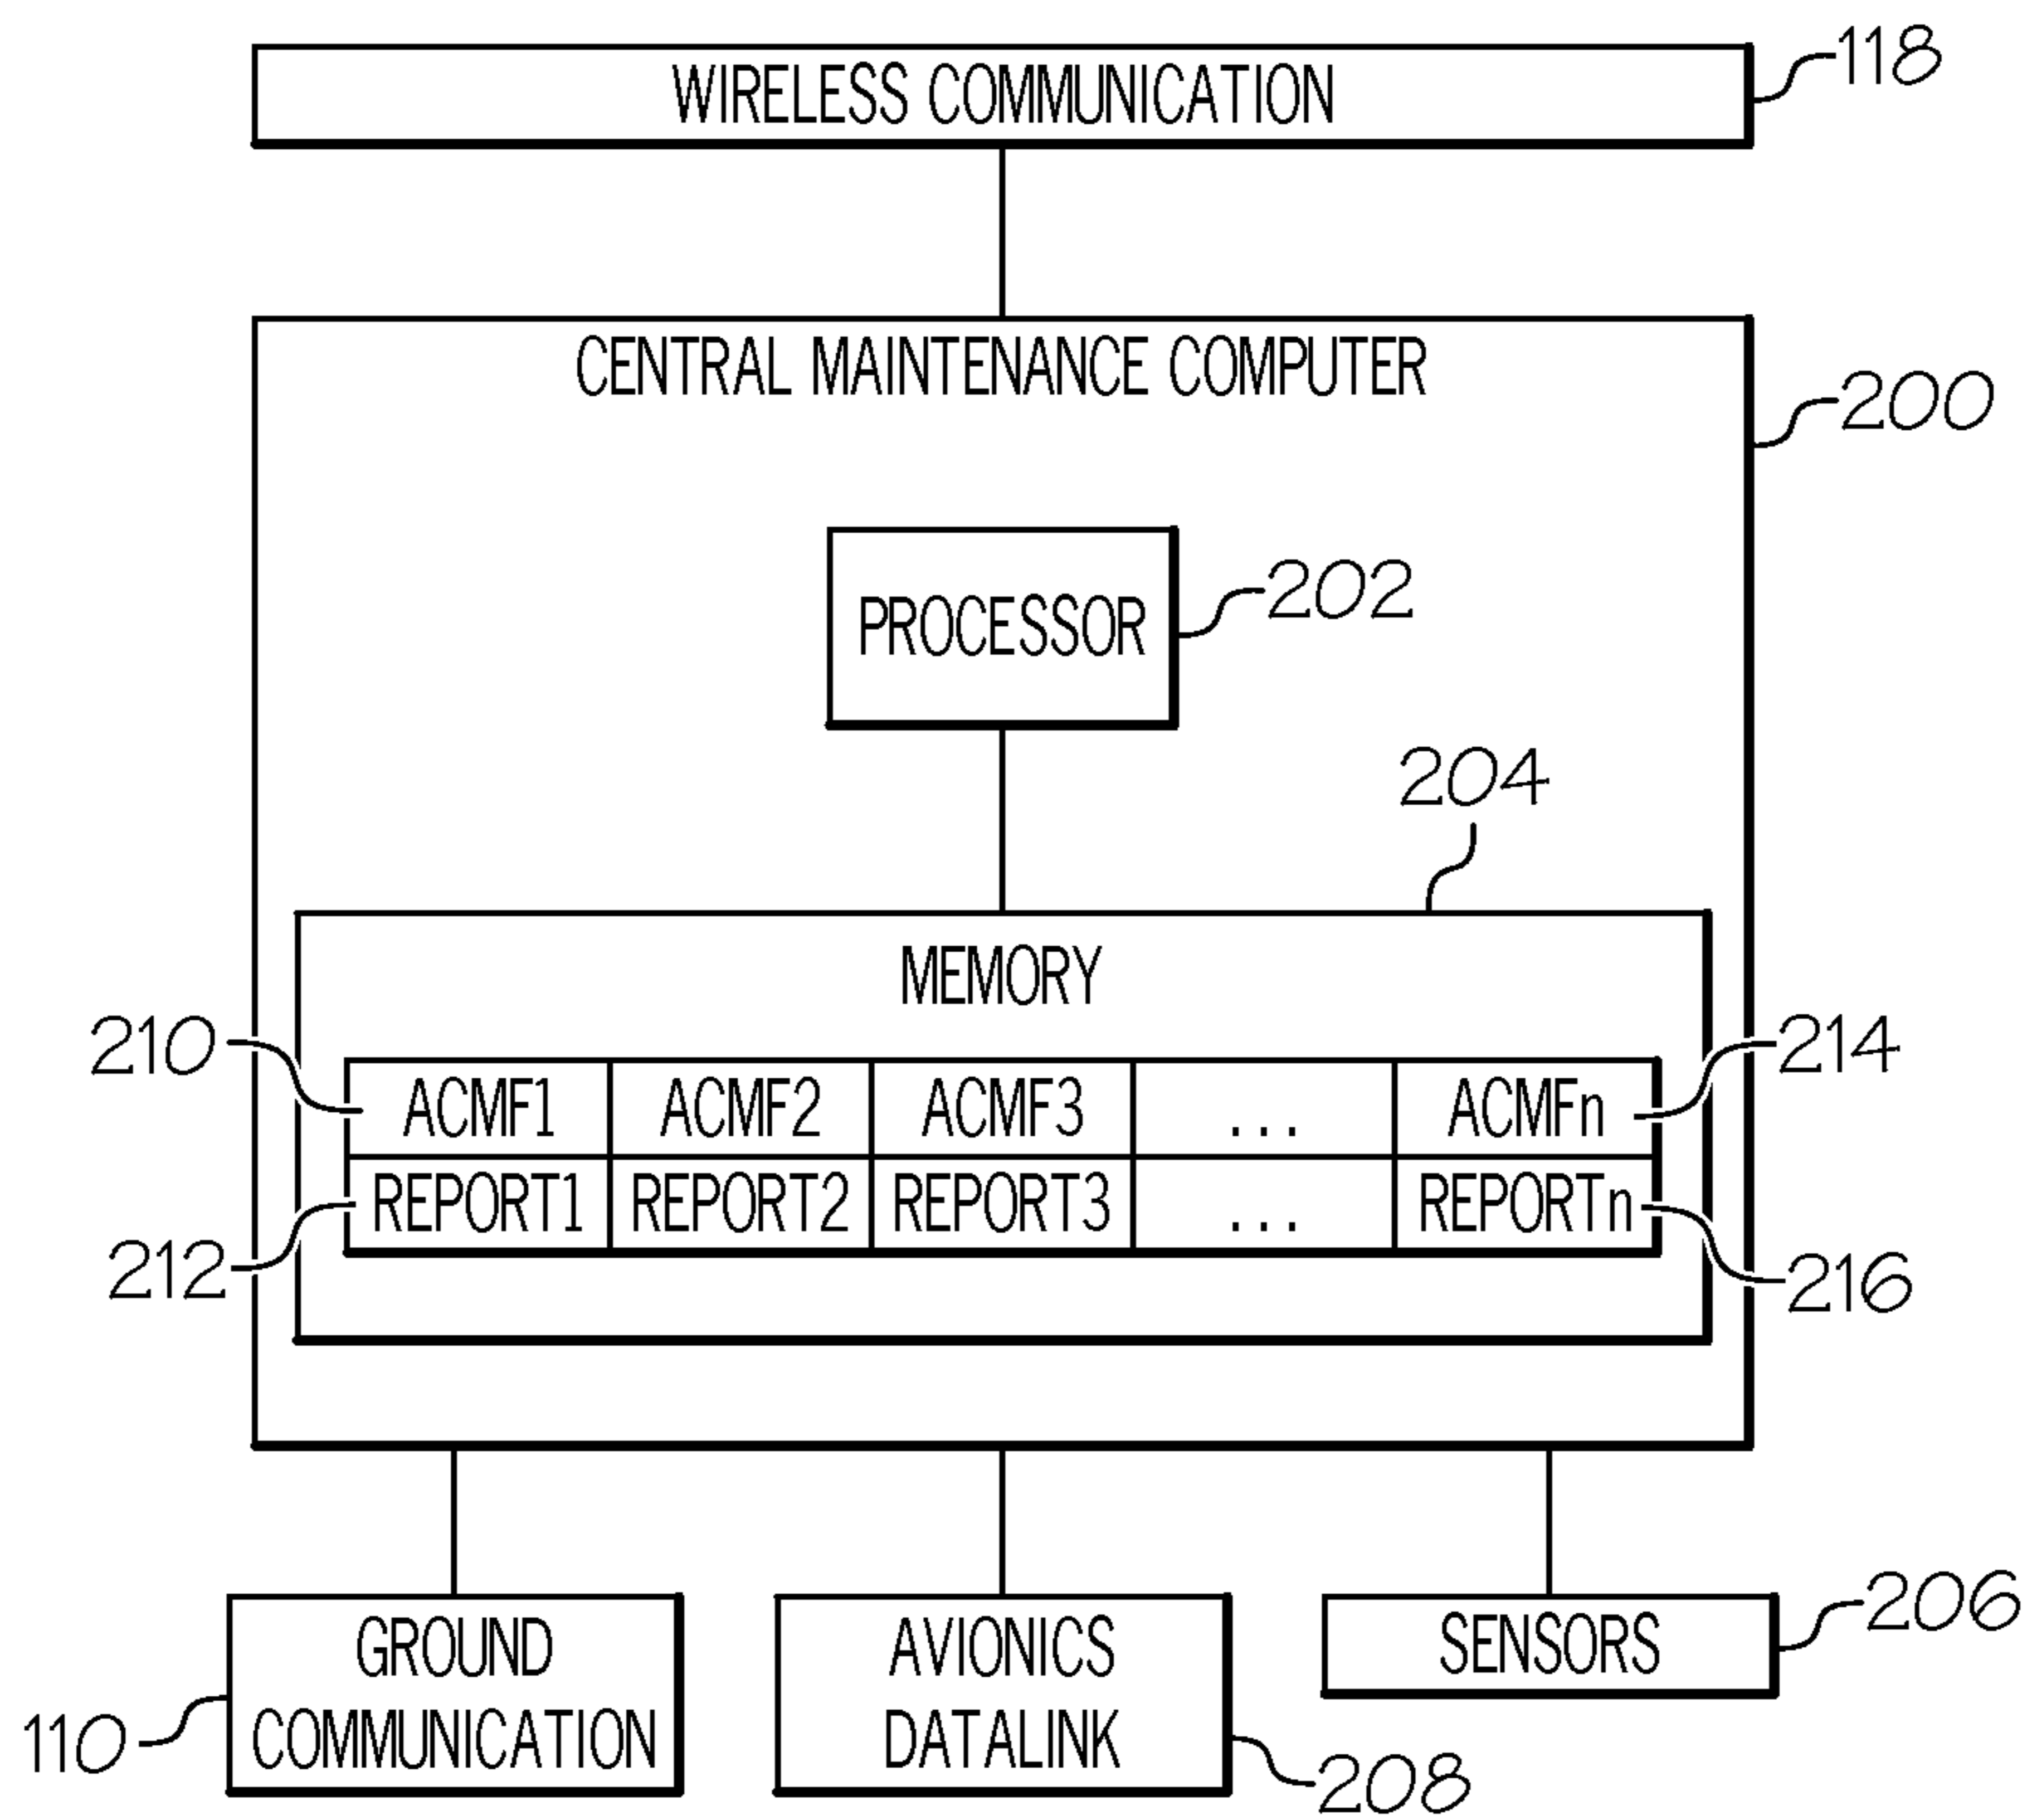 WIRELESS COMMUNICATION
118
CENTRAL MAINTENANCE COMPUTER
200
PROCESSOR
202
204
MEMORY
210
214
ACMF1 ACMF2 ACMF3 ... ACMFn
REPORT1 REPORT2 REPORT3 ... REPORTn
212
216
GROUND
COMMUNICATION
110
AVIONICS
DATALINK
208
SENSORS
206